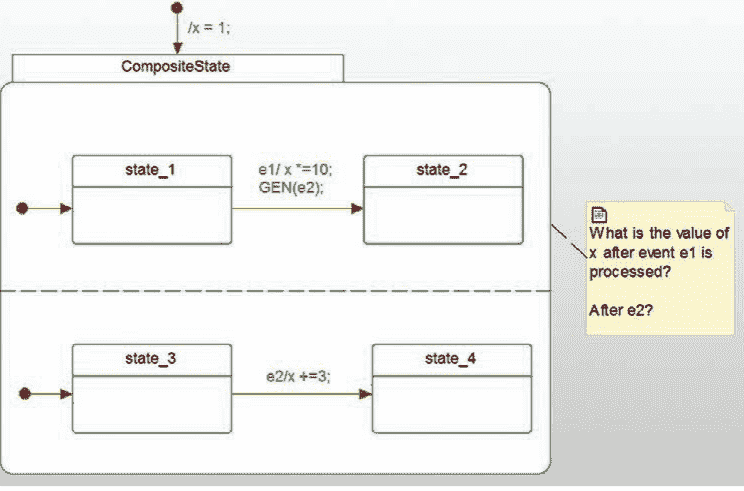 /x = 1;
CompositeState
state_1
e1/ x *=10;
GEN(e2);
state_2
What is the value of
x after event e1 is
processed?
After e2?
state_3
e2/x +=3;
state_4